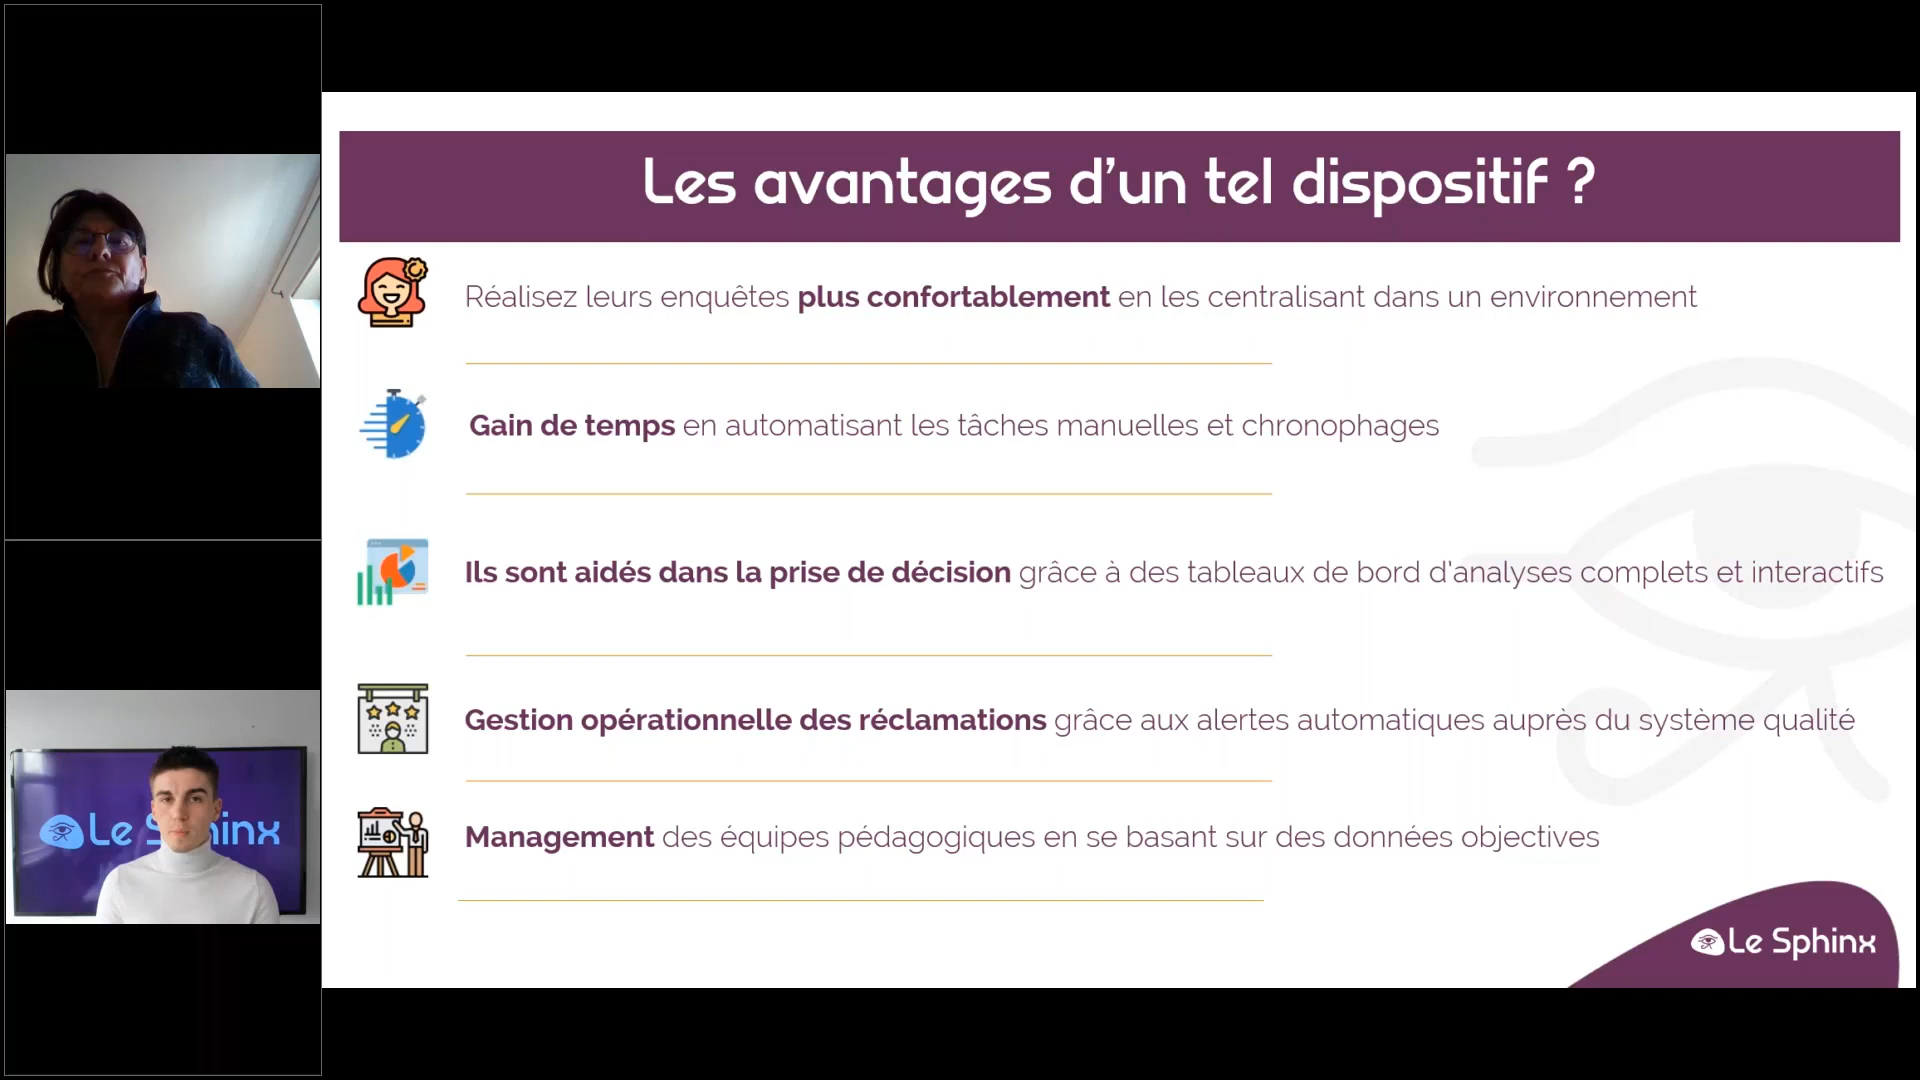 Les avantages d'un tel dispositif ?
Réalisez leurs enquêtes plus confortablement en les centralisant dans un environnement
Gain de temps en automatisant les tâches manuelles et chronophages
Ils sont aidés dans la prise de décision grâce à des tableaux de bord d'analyses complets et interactifs
Gestion opérationnelle des réclamations grâce aux alertes automatiques auprès du système qualité
Management des équipes pédagogiques en se basant sur des données objectives
Le Sphinx
Le S inx